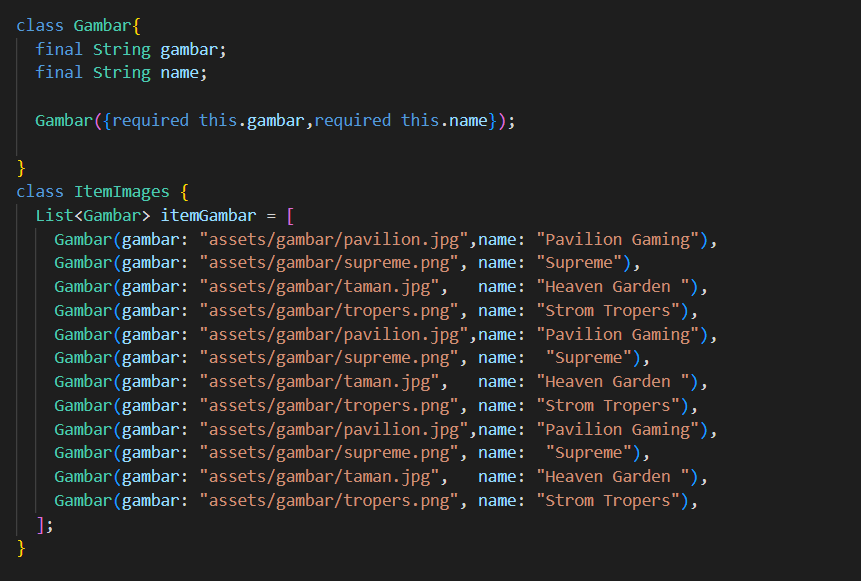 class Gambar{
  final String gambar;
  final String name;

  Gambar({required this.gambar,required this.name});

}
class ItemImages {
  List<Gambar> itemGambar = [
    Gambar(gambar: "assets/gambar/pavilion.jpg",name: "Pavilion Gaming"),
    Gambar(gambar: "assets/gambar/supreme.png", name: "Supreme"),
    Gambar(gambar: "assets/gambar/taman.jpg",   name: "Heaven Garden "),
    Gambar(gambar: "assets/gambar/tropers.png", name: "Strom Tropers"),
    Gambar(gambar: "assets/gambar/pavilion.jpg",name: "Pavilion Gaming"),
    Gambar(gambar: "assets/gambar/supreme.png", name:  "Supreme"),
    Gambar(gambar: "assets/gambar/taman.jpg",   name: "Heaven Garden "),
    Gambar(gambar: "assets/gambar/tropers.png", name: "Strom Tropers"),
    Gambar(gambar: "assets/gambar/pavilion.jpg",name: "Pavilion Gaming"),
    Gambar(gambar: "assets/gambar/supreme.png", name:  "Supreme"),
    Gambar(gambar: "assets/gambar/taman.jpg",   name: "Heaven Garden "),
    Gambar(gambar: "assets/gambar/tropers.png", name: "Strom Tropers"),
  ];
}